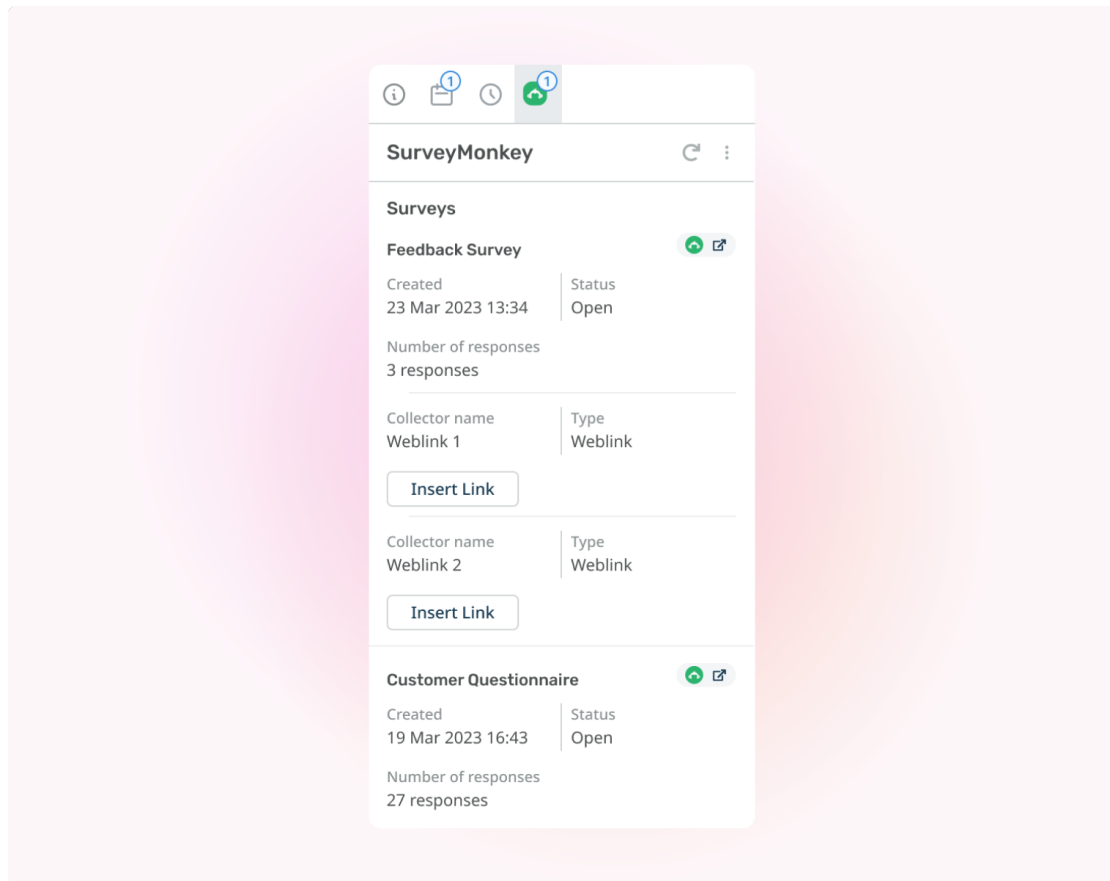 1 1
SurveyMonkey
Surveys
Feedback Survey
Created Status
23 Mar 2023 13:34 Open
Number of responses
3 responses
Collector name Type
Weblink 1 Weblink
Insert Link
Collector name Type
Weblink 2 Weblink
Insert Link
Customer Questionnaire
Created Status
19 Mar 2023 16:43 Open
Number of responses
27 responses